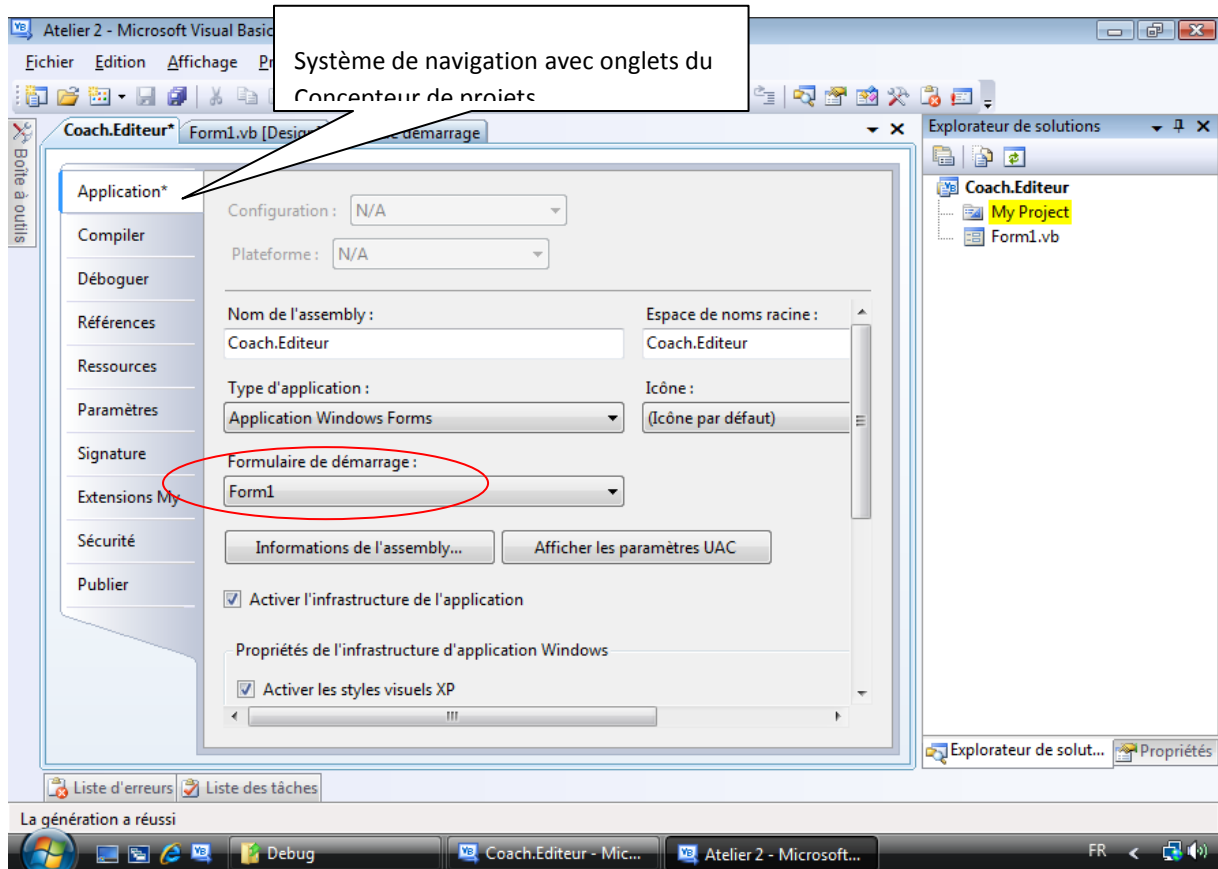 Atelier 2 - Microsoft Visual Basic
Système de navigation avec onglets du
Concepteur de projets
Fichier Edition Affichage
Coach.Editeur* Form1.vb [Design] démarrage
Explorateur de solutions
Boîte à outils
Application*
Compiler
Déboguer
Références
Ressources
Paramètres
Signature
Extensions My
Sécurité
Publier
Configuration : N/A
Plateforme : N/A
Nom de l'assembly :
Espace de noms racine :
Coach.Editeur
Coach.Editeur
Type d'application :
Icône :
Application Windows Forms
(Icône par défaut)
Formulaire de démarrage :
Form1
Informations de l'assembly...
Afficher les paramètres UAC
Activer l'infrastructure de l'application
Propriétés de l'infrastructure d'application Windows
Activer les styles visuels XP
Coach.Editeur
My Project
Form1.vb
Explorateur de solut... Propriétés
Liste d'erreurs Liste des tâches
La génération a réussi
Debug
Coach.Editeur - Mic...
Atelier 2 - Microsoft...
FR